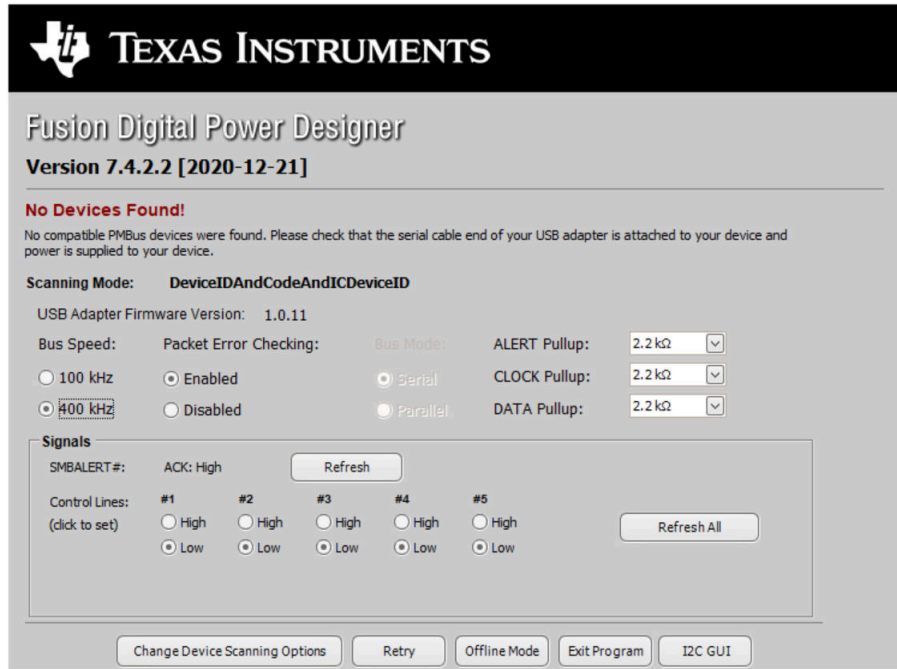 TEXAS INSTRUMENTS
Fusion Digital Power Designer
Version 7.4.2.2 [2020-12-21]
No Devices Found!
No compatible PMBus devices were found. Please check that the serial cable end of your USB adapter is attached to your device and
power is supplied to your device.
Scanning Mode: DeviceIDAndCodeAndICDeviceID
USB Adapter Firmware Version: 1.0.11
Bus Speed: Packet Error Checking: Bus Mode: ALERT Pullup: 2.2 kΩ
100 kHz Enabled Serial CLOCK Pullup: 2.2 kΩ
400 kHz Disabled Parallel DATA Pullup: 2.2 kΩ
Signals
SMBALERT#: ACK: High Refresh
Control Lines: #1 #2 #3 #4 #5
(click to set) High High High High High Refresh All
Low Low Low Low Low
Change Device Scanning Options Retry Offline Mode Exit Program I2C GUI